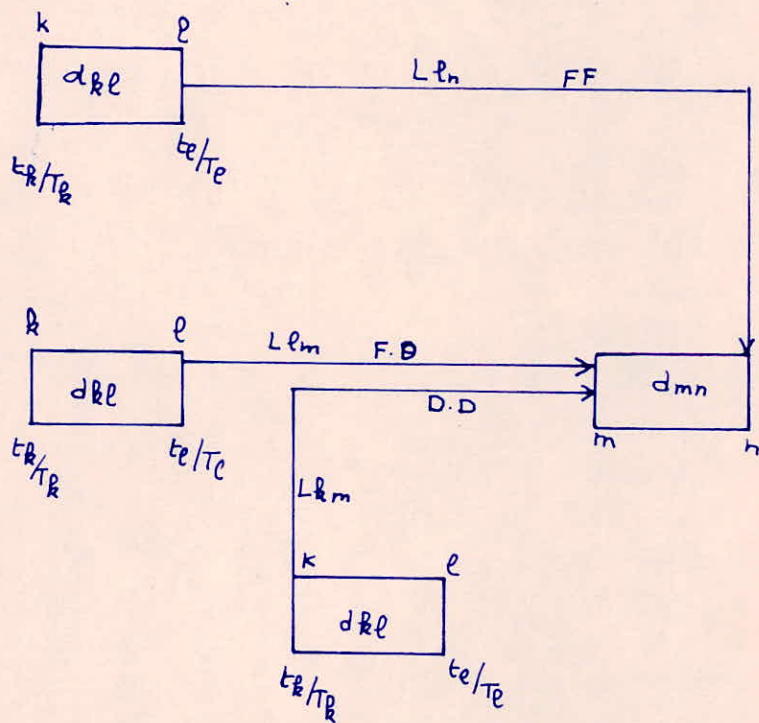 k ℓ
dkℓ
Lℓn FF
tk/Tk
tℓ/Tℓ
k ℓ
Lℓm F.D
dkℓ
dmn
D.D
tk/Tk
tℓ/Tℓ
m n
Lkm
k ℓ
dkℓ
tk/Tk
tℓ/Tℓ